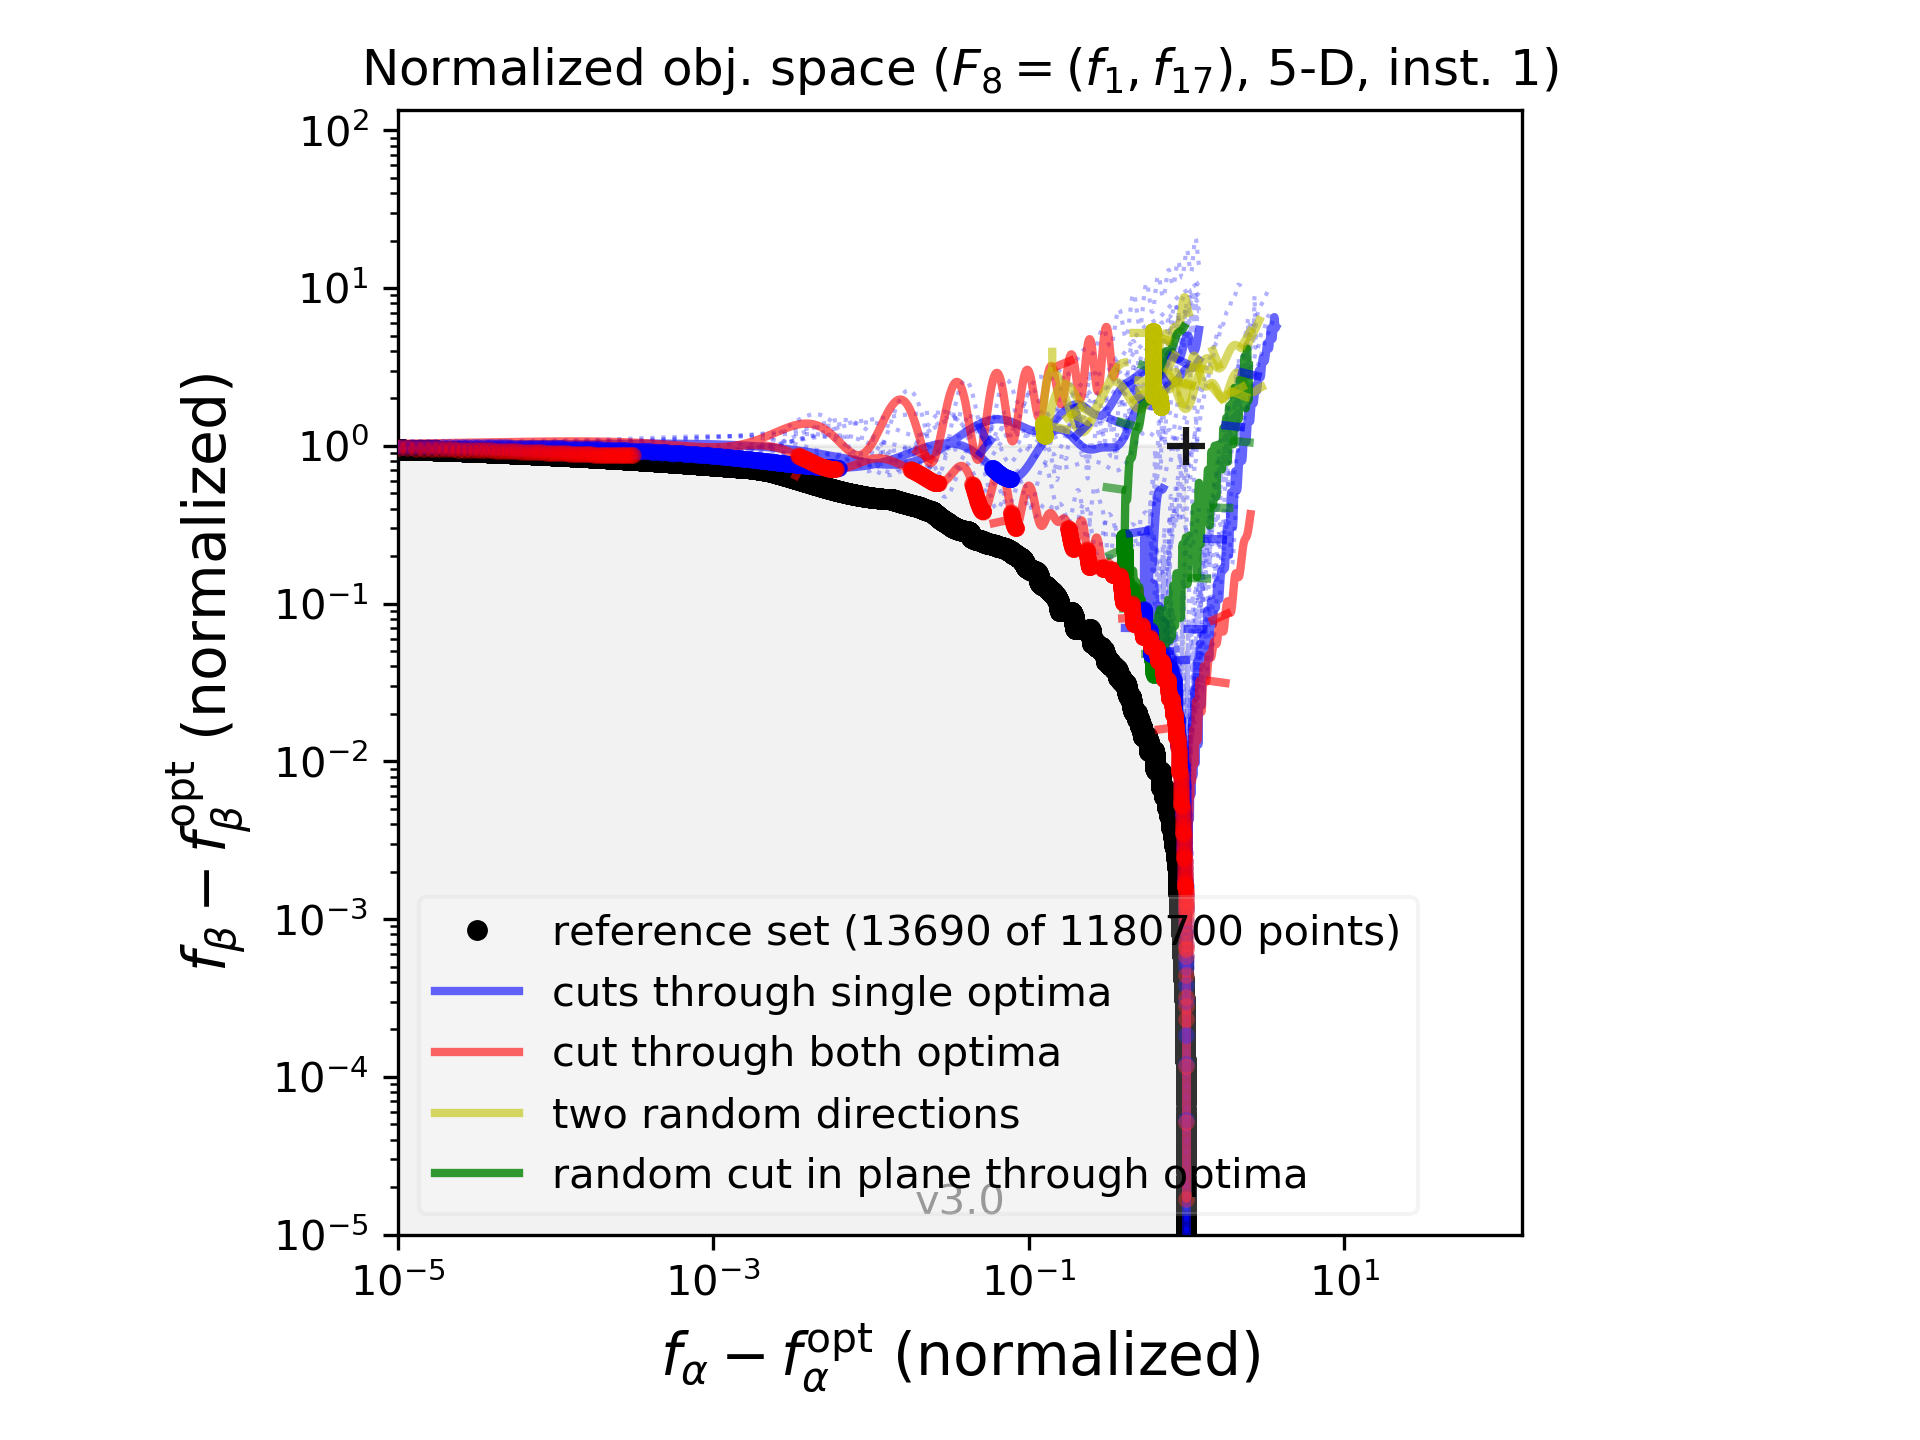 Normalized obj. space (F₈ = (f₁, f₁₇), 5-D, inst. 1)
10²
10¹
10⁰
10⁻¹
10⁻²
10⁻³
10⁻⁴
10⁻⁵
f_β − f_β^opt (normalized)
reference set (13690 of 1180700 points)
cuts through single optima
cut through both optima
two random directions
random cut in plane through optima
v3.0
10⁻⁵ 10⁻³ 10⁻¹ 10¹
f_α − f_α^opt (normalized)